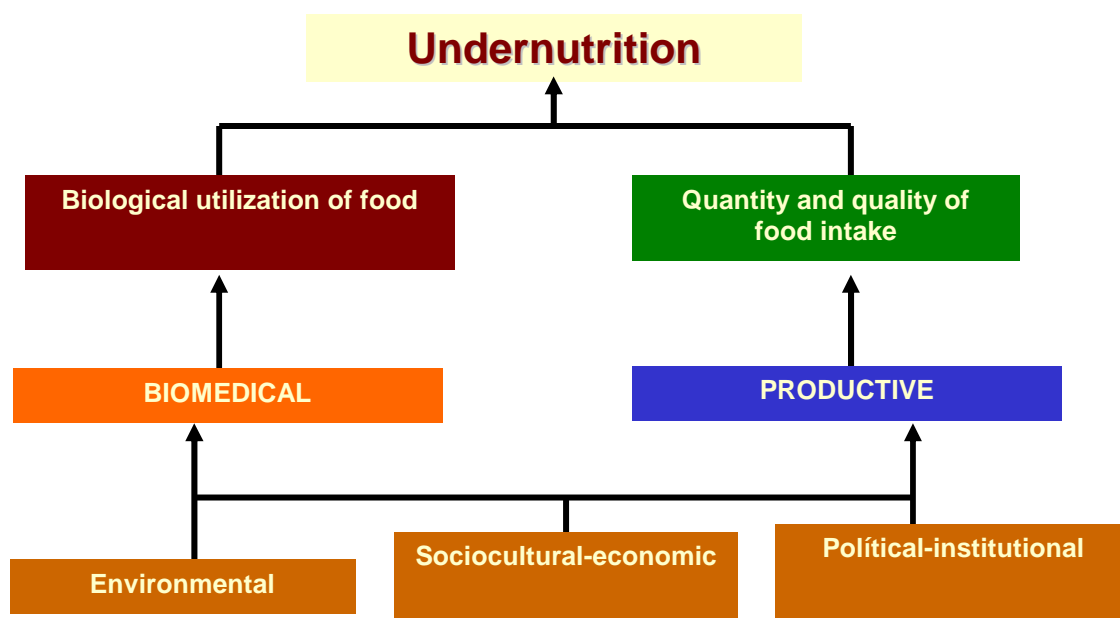 Undernutrition
Biological utilization of food
Quantity and quality of
food intake
BIOMEDICAL
PRODUCTIVE
Environmental
Sociocultural-economic
Polítical-institutional